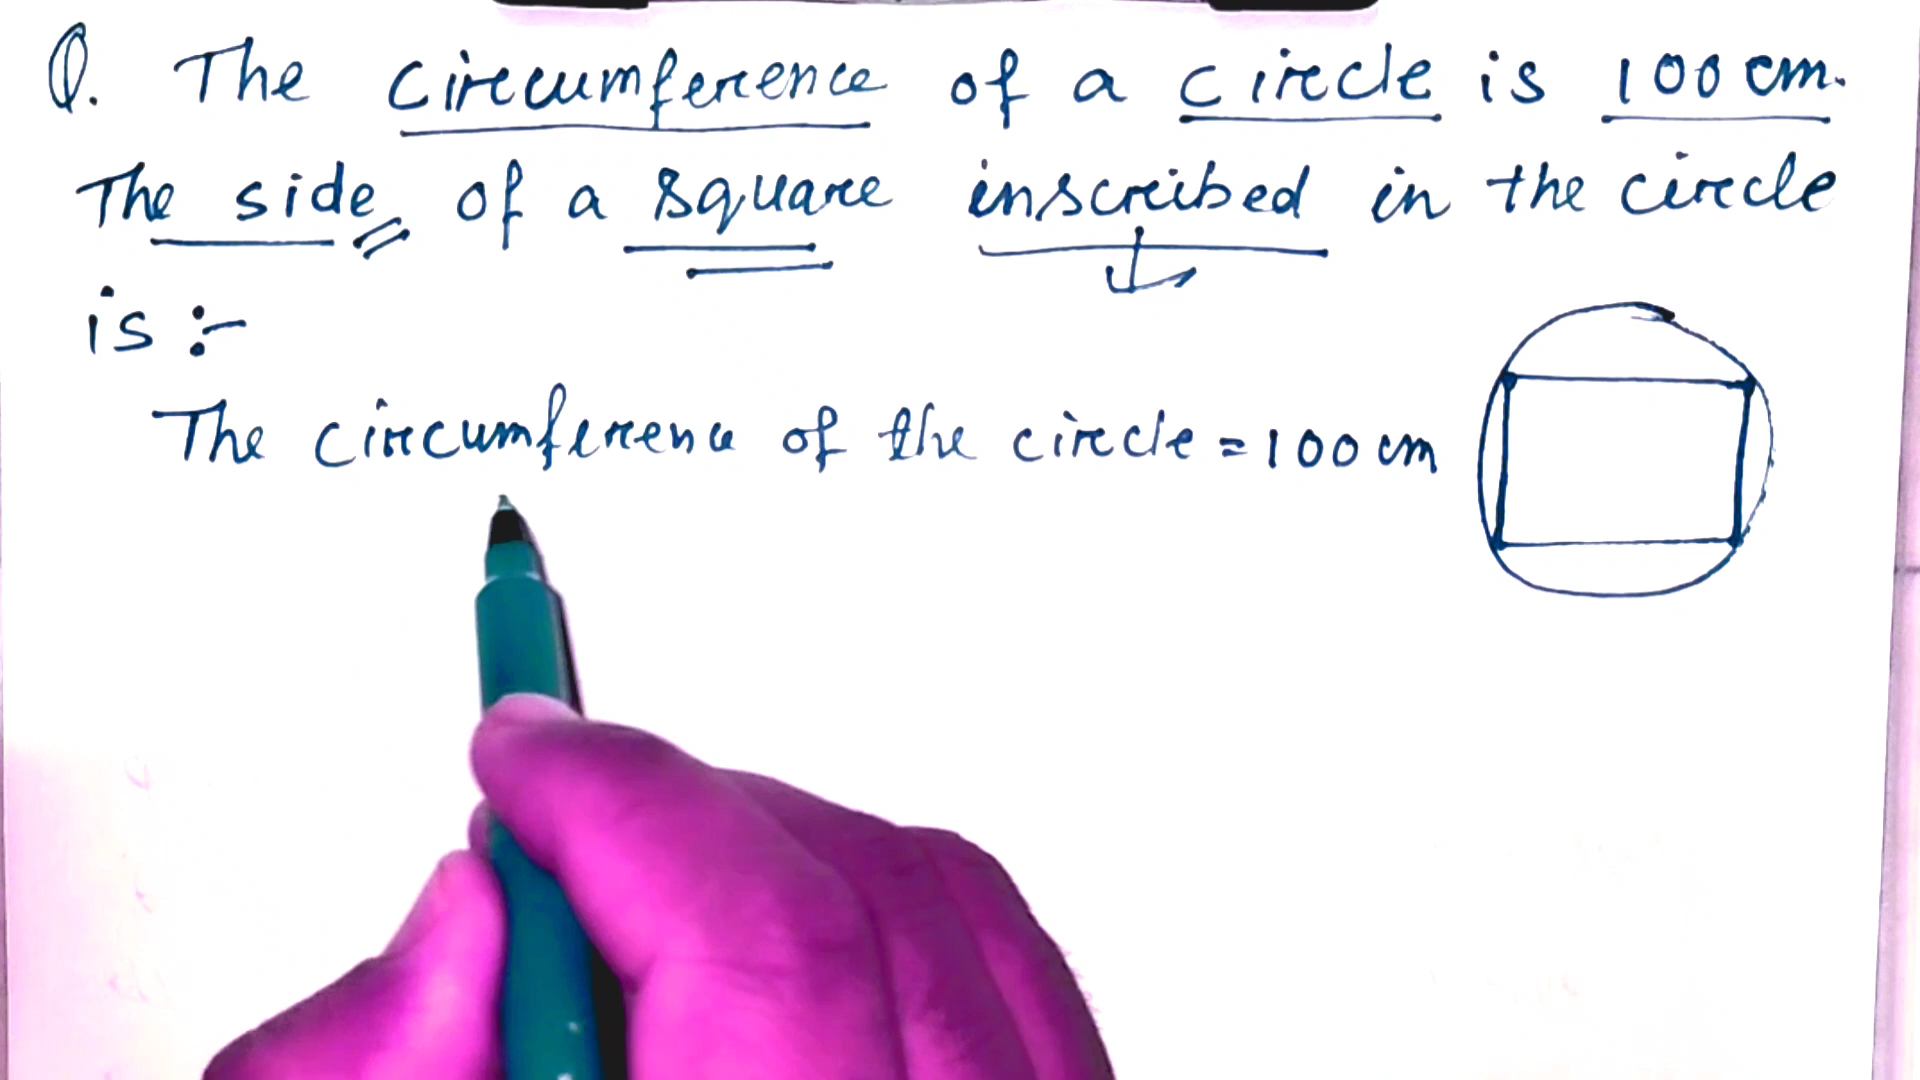 Q. The circumference of a circle is 100 cm.
The side of a square inscribed in the circle
is :-
The circumference of the circle = 100 cm